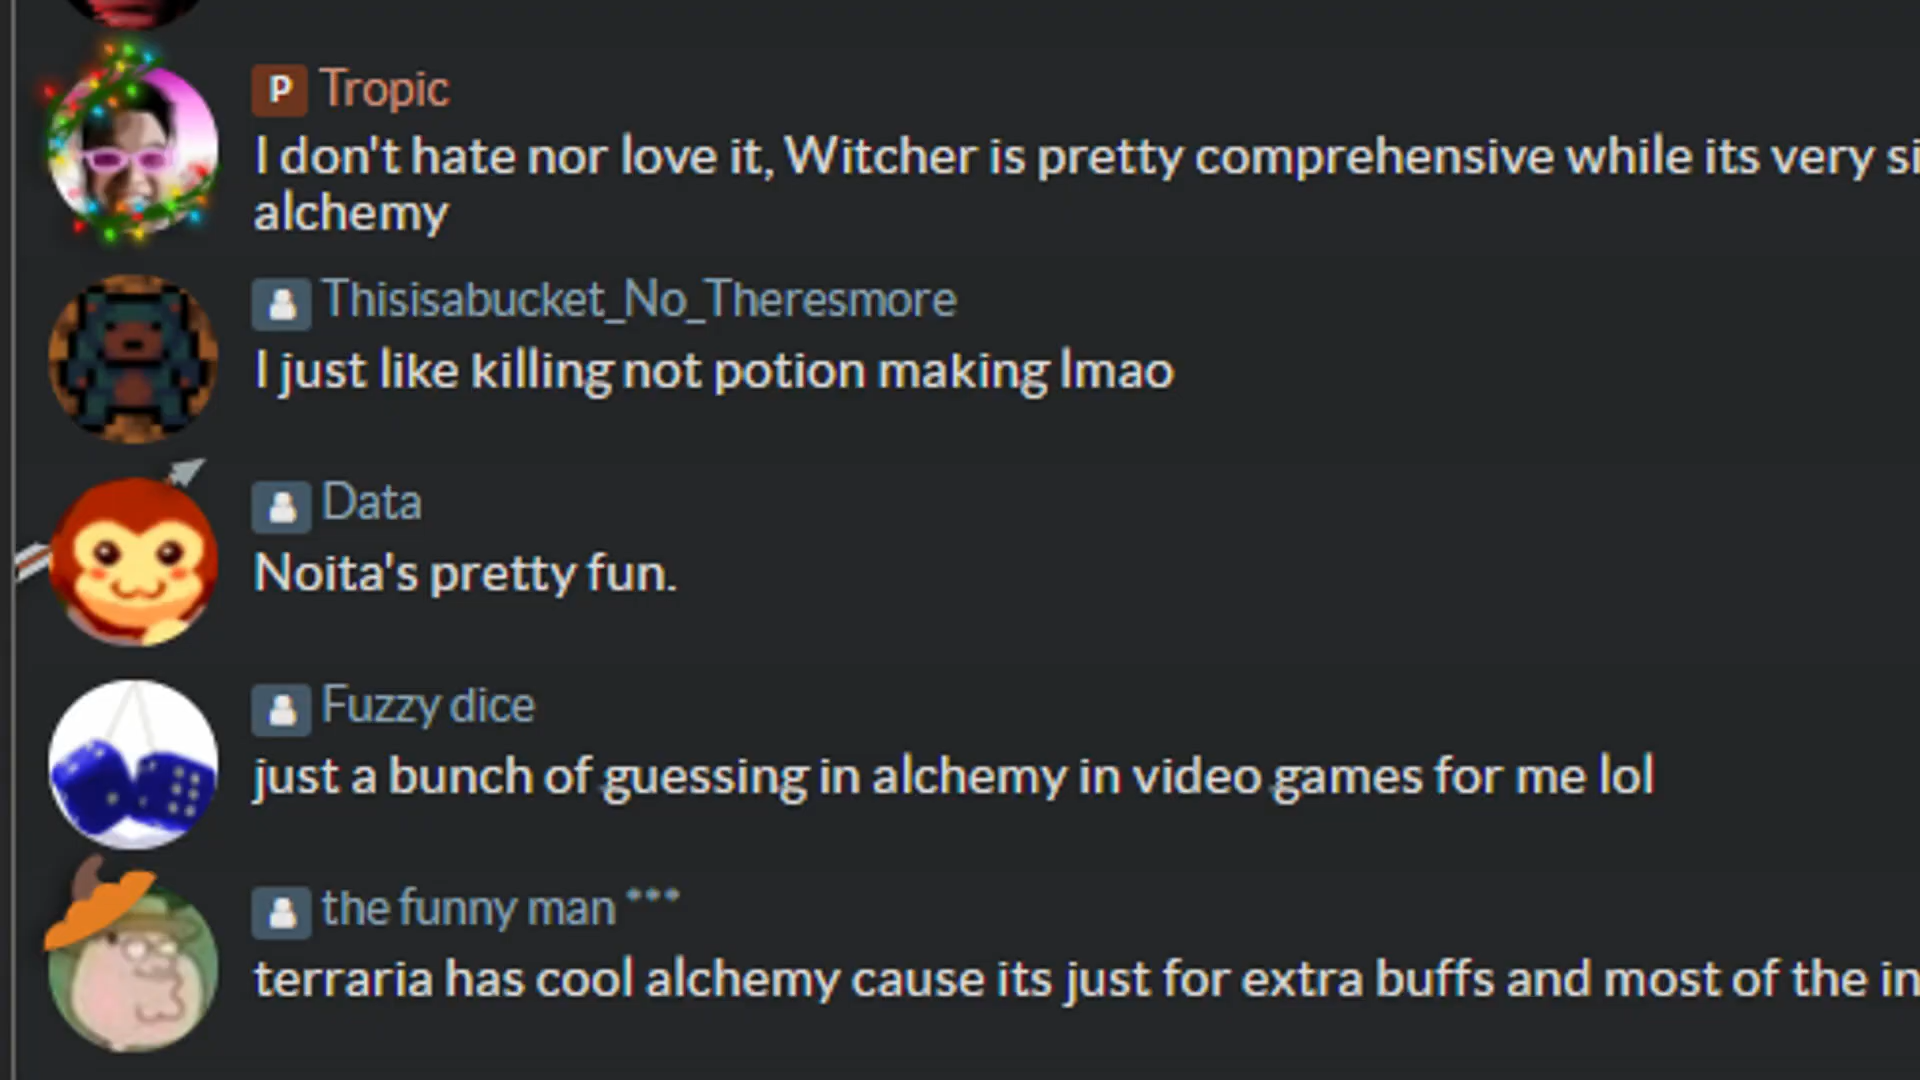 P Tropic
I don't hate nor love it, Witcher is pretty comprehensive while its very
alchemy
Thisisabucket_No_Theresmore
I just like killing not potion making lmao
Data
Noita's pretty fun.
Fuzzy dice
just a bunch of guessing in alchemy in video games for me lol
the funny man ***
terraria has cool alchemy cause its just for extra buffs and most of the